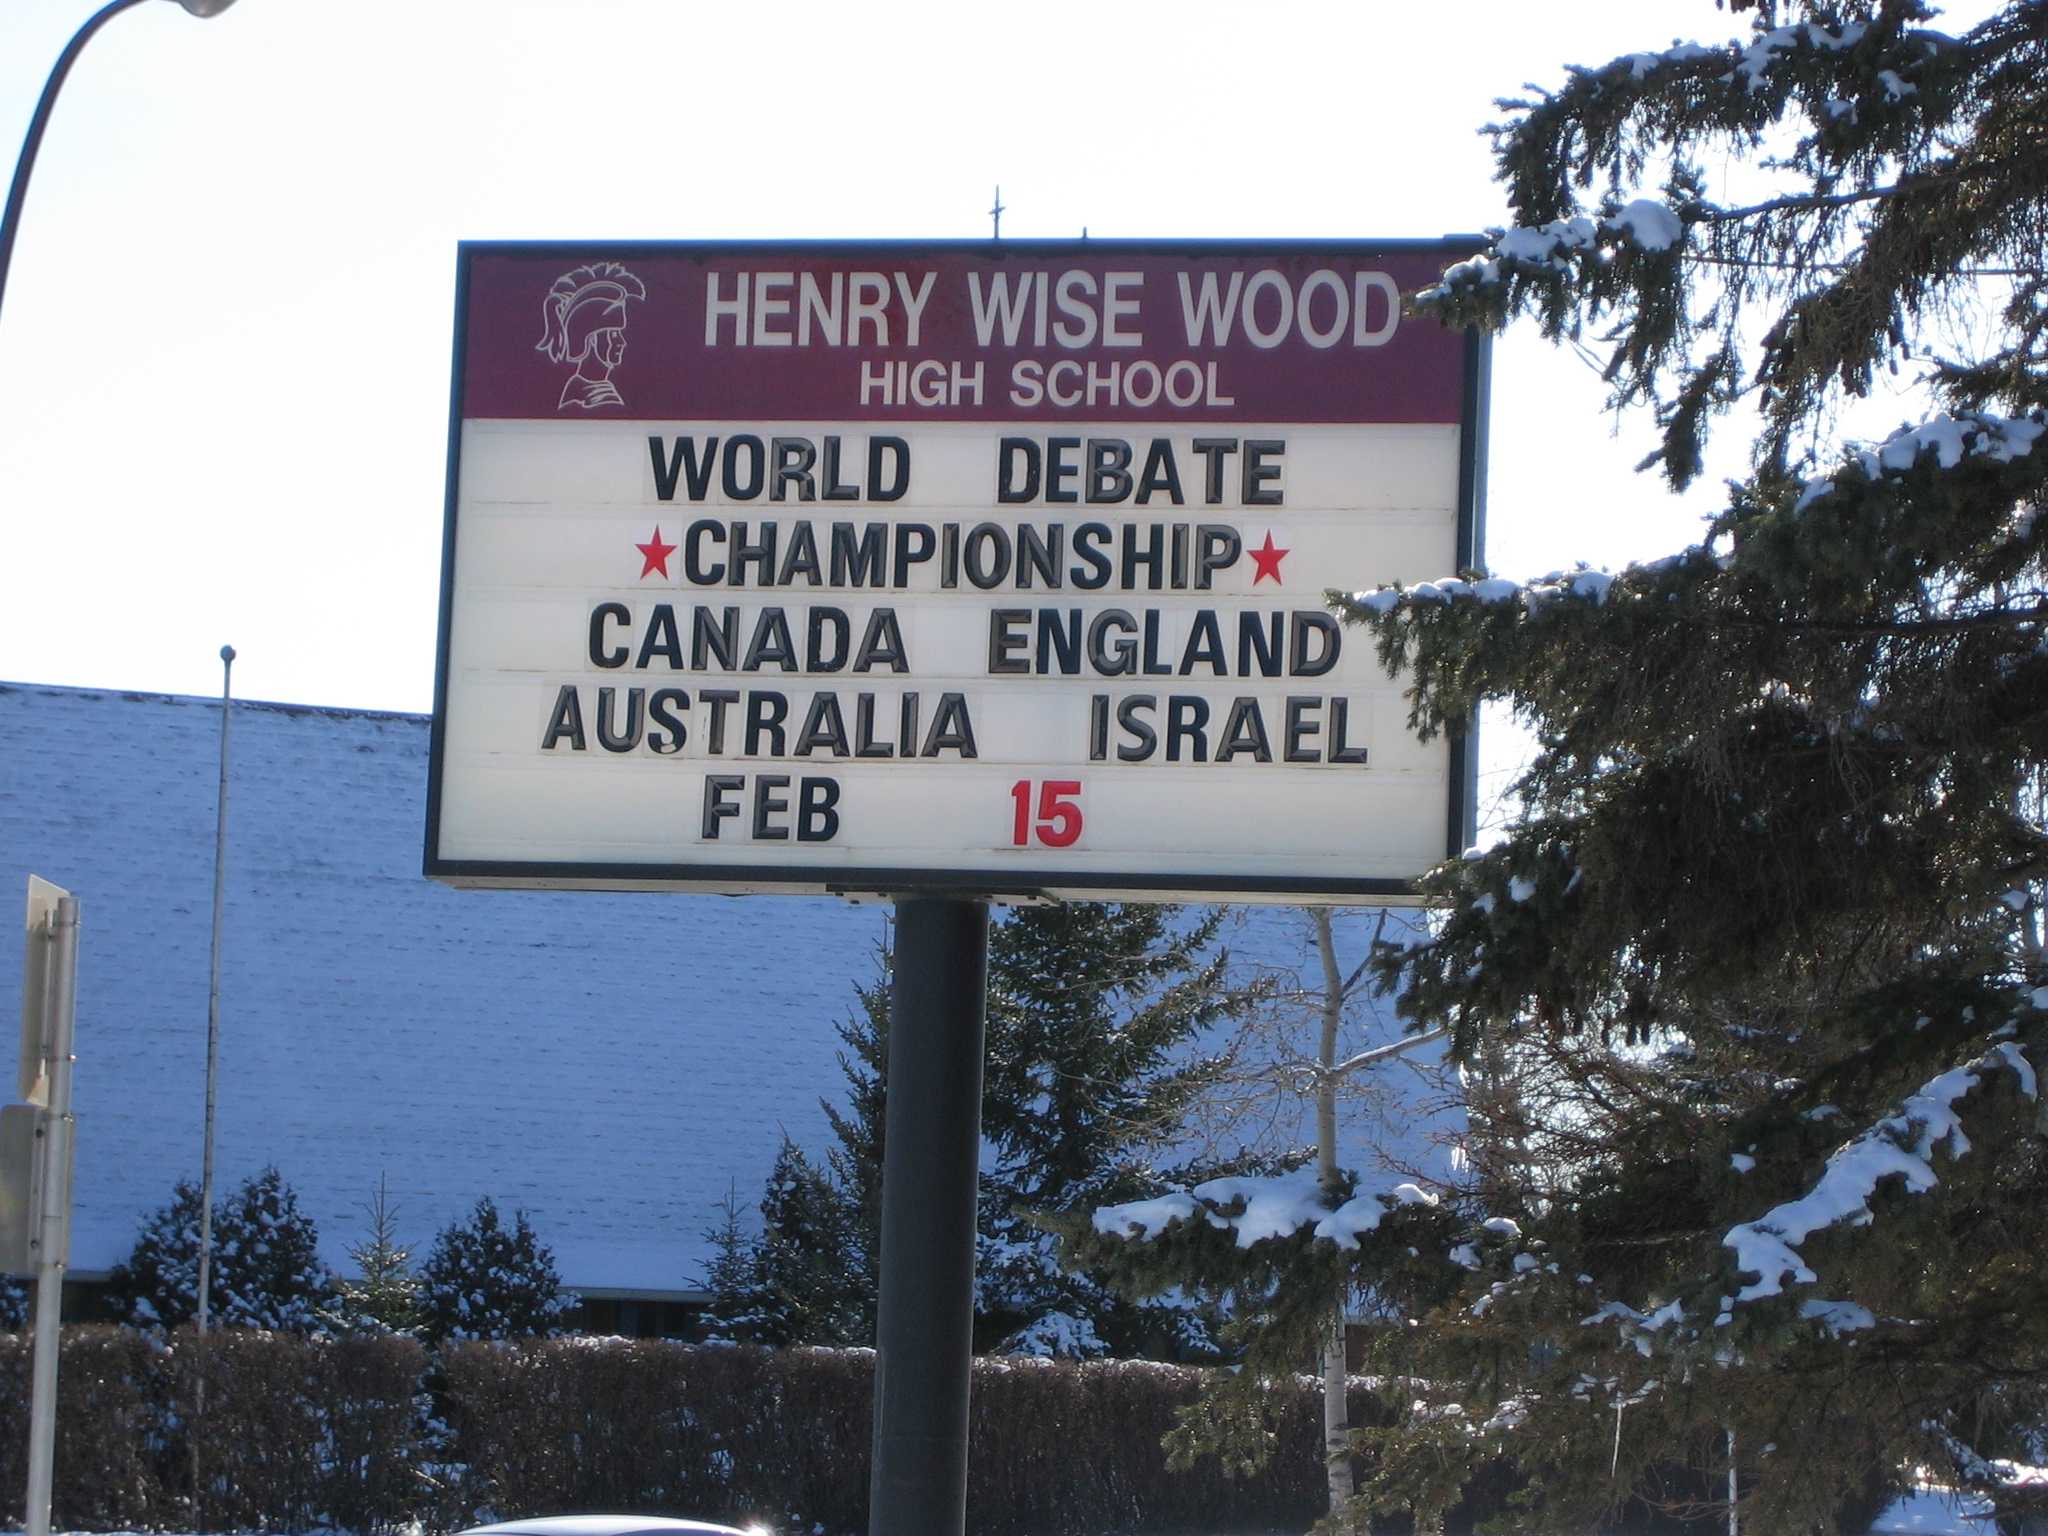 HENRY WISE WOOD
HIGH SCHOOL
WORLD DEBATE
★CHAMPIONSHIP★
CANADA ENGLAND
AUSTRALIA ISRAEL
FEB 15